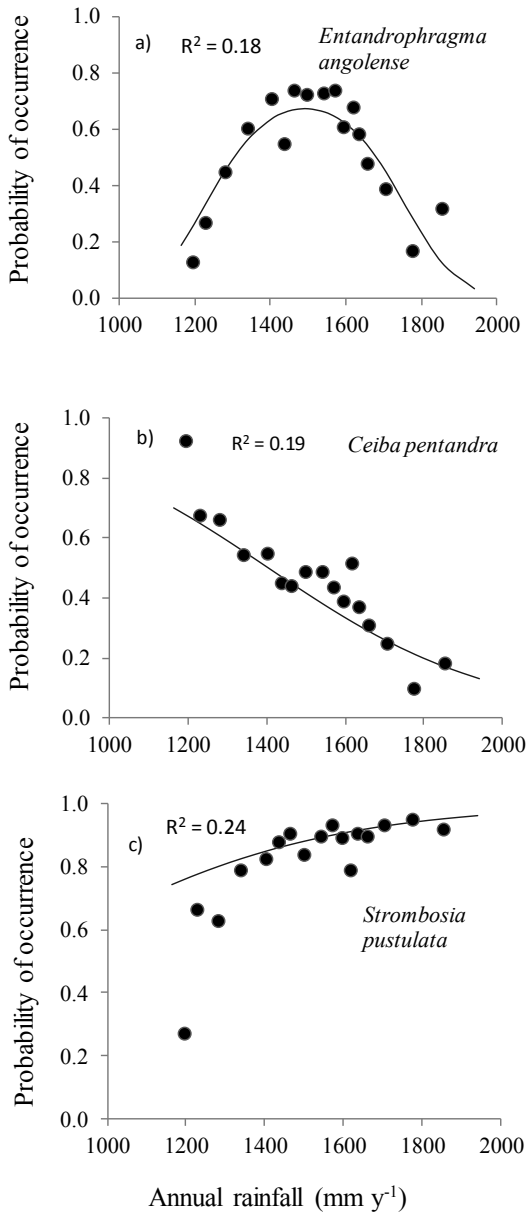 a) R² = 0.18 Entandrophragma
angolense
Probability of occurrence
1.0
0.8
0.6
0.4
0.2
0.0
1000 1200 1400 1600 1800 2000
b) R² = 0.19 Ceiba pentandra
Probability of occurrence
1.0
0.8
0.6
0.4
0.2
0.0
1000 1200 1400 1600 1800 2000
c) R² = 0.24
Strombosia
pustulata
Probability of occurrence
1.0
0.8
0.6
0.4
0.2
0.0
1000 1200 1400 1600 1800 2000
Annual rainfall (mm y⁻¹)